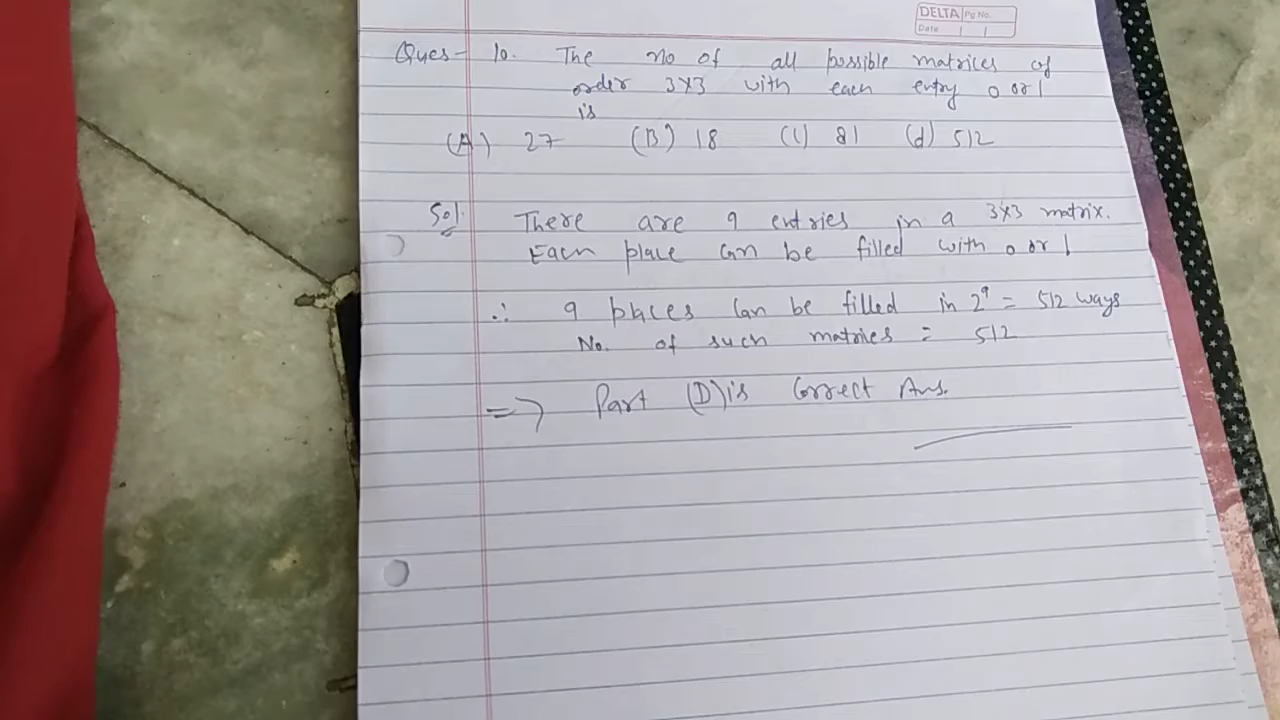 DELTA Pg No.
Date
Ques- 10. The no of all possible matrices of
order 3x3 with each entry 0 or 1
is
(A) 27 (B) 18 (C) 81 (d) 512
Sol. There are 9 entries in a 3x3 matrix.
Each place can be filled with 0 or 1
∴ 9 places can be filled in 2⁹ = 512 ways
No. of such matries = 512
=> Part (D) is Correct Ans.